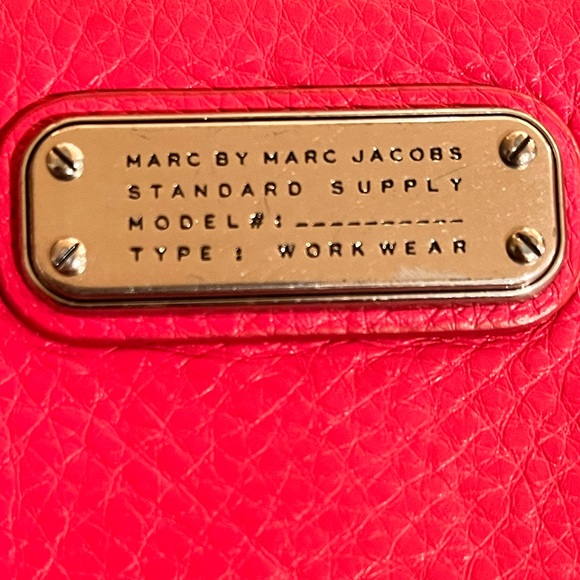 MARC BY MARC JACOBS
STANDARD SUPPLY
MODEL#: __________
TYPE: WORKWEAR